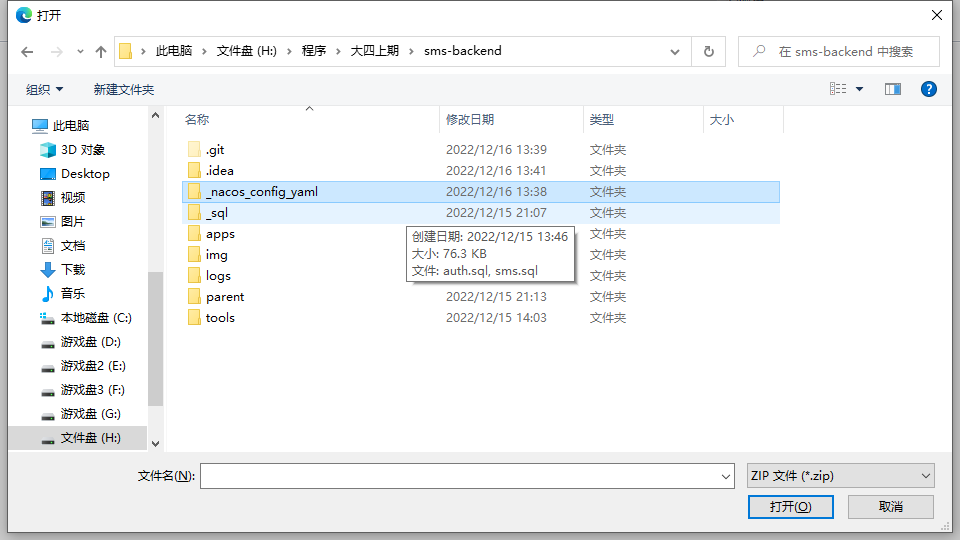 打开
此电脑 > 文件盘 (H:) > 程序 > 大四上期 > sms-backend
在 sms-backend 中搜索
组织
新建文件夹
此电脑
3D 对象
Desktop
视频
图片
文档
下载
音乐
本地磁盘 (C:)
游戏盘 (D:)
游戏盘2 (E:)
游戏盘3 (F:)
游戏盘 (G:)
文件盘 (H:)
名称 修改日期 类型 大小
.git 2022/12/16 13:39 文件夹
.idea 2022/12/16 13:41 文件夹
_nacos_config_yaml 2022/12/16 13:38 文件夹
_sql 2022/12/15 21:07 文件夹
apps 文件夹
img 文件夹
logs 文件夹
parent 2022/12/15 21:13 文件夹
tools 2022/12/15 14:03 文件夹
创建日期: 2022/12/15 13:46
大小: 76.3 KB
文件: auth.sql, sms.sql
文件名(N):
ZIP 文件 (*.zip)
打开(O)
取消